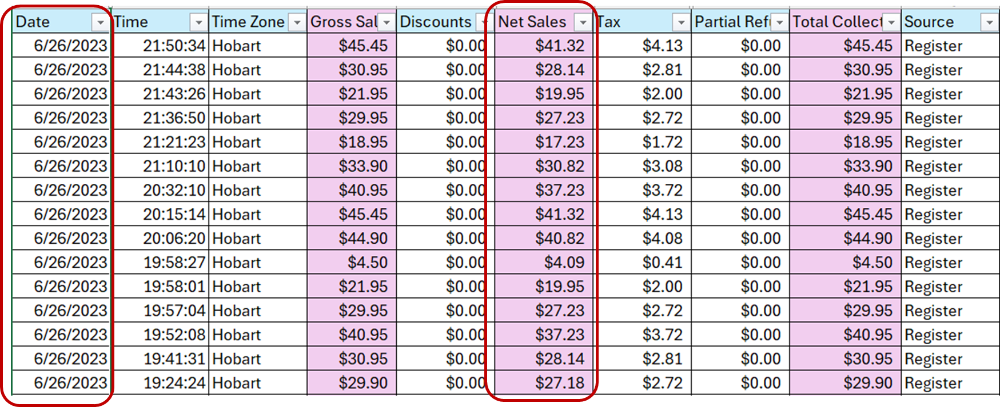 Date Time Time Zone Gross Sal Discounts Net Sales Tax Partial Ref Total Collect Source
6/26/2023 21:50:34 Hobart $45.45 $0.00 $41.32 $4.13 $0.00 $45.45 Register
6/26/2023 21:44:38 Hobart $30.95 $0.00 $28.14 $2.81 $0.00 $30.95 Register
6/26/2023 21:43:26 Hobart $21.95 $0.00 $19.95 $2.00 $0.00 $21.95 Register
6/26/2023 21:36:50 Hobart $29.95 $0.00 $27.23 $2.72 $0.00 $29.95 Register
6/26/2023 21:21:23 Hobart $18.95 $0.00 $17.23 $1.72 $0.00 $18.95 Register
6/26/2023 21:10:10 Hobart $33.90 $0.00 $30.82 $3.08 $0.00 $33.90 Register
6/26/2023 20:32:10 Hobart $40.95 $0.00 $37.23 $3.72 $0.00 $40.95 Register
6/26/2023 20:15:14 Hobart $45.45 $0.00 $41.32 $4.13 $0.00 $45.45 Register
6/26/2023 20:06:20 Hobart $44.90 $0.00 $40.82 $4.08 $0.00 $44.90 Register
6/26/2023 19:58:27 Hobart $4.50 $0.00 $4.09 $0.41 $0.00 $4.50 Register
6/26/2023 19:58:01 Hobart $21.95 $0.00 $19.95 $2.00 $0.00 $21.95 Register
6/26/2023 19:57:04 Hobart $29.95 $0.00 $27.23 $2.72 $0.00 $29.95 Register
6/26/2023 19:52:08 Hobart $40.95 $0.00 $37.23 $3.72 $0.00 $40.95 Register
6/26/2023 19:41:31 Hobart $30.95 $0.00 $28.14 $2.81 $0.00 $30.95 Register
6/26/2023 19:24:24 Hobart $29.90 $0.00 $27.18 $2.72 $0.00 $29.90 Register